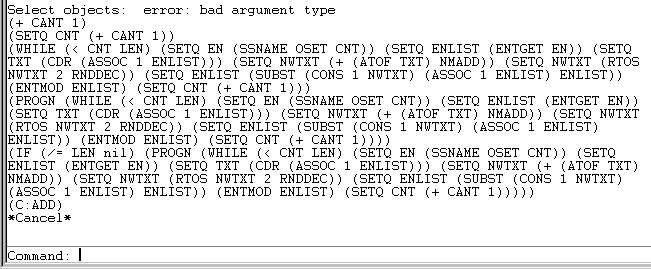 Select objects:  error: bad argument type
(+ CANT 1)
(SETQ CNT (+ CANT 1))
(WHILE (< CNT LEN) (SETQ EN (SSNAME OSET CNT)) (SETQ ENLIST (ENTGET EN)) (SETQ
TXT (CDR (ASSOC 1 ENLIST))) (SETQ NWTXT (+ (ATOF TXT) NMADD)) (SETQ NWTXT (RTOS
NWTXT 2 RNDDEC)) (SETQ ENLIST (SUBST (CONS 1 NWTXT) (ASSOC 1 ENLIST) ENLIST))
(ENTMOD ENLIST) (SETQ CNT (+ CANT 1)))
(PROGN (WHILE (< CNT LEN) (SETQ EN (SSNAME OSET CNT)) (SETQ ENLIST (ENTGET EN))
(SETQ TXT (CDR (ASSOC 1 ENLIST))) (SETQ NWTXT (+ (ATOF TXT) NMADD)) (SETQ NWTXT
(RTOS NWTXT 2 RNDDEC)) (SETQ ENLIST (SUBST (CONS 1 NWTXT) (ASSOC 1 ENLIST)
ENLIST)) (ENTMOD ENLIST) (SETQ CNT (+ CANT 1))))
(IF (/= LEN nil) (PROGN (WHILE (< CNT LEN) (SETQ EN (SSNAME OSET CNT)) (SETQ
ENLIST (ENTGET EN)) (SETQ TXT (CDR (ASSOC 1 ENLIST))) (SETQ NWTXT (+ (ATOF TXT)
NMADD)) (SETQ NWTXT (RTOS NWTXT 2 RNDDEC)) (SETQ ENLIST (SUBST (CONS 1 NWTXT)
(ASSOC 1 ENLIST) ENLIST)) (ENTMOD ENLIST) (SETQ CNT (+ CANT 1)))))
(C:ADD)
*Cancel*
Command: